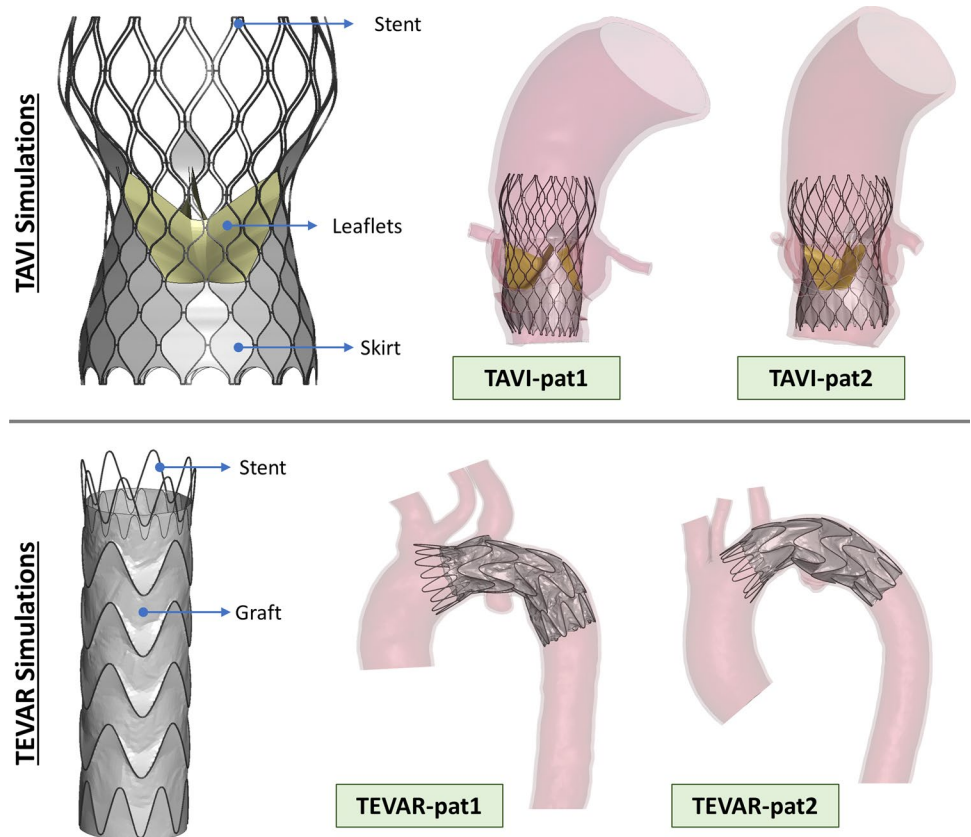 TAVI Simulations
Stent
Leaflets
Skirt
TAVI-pat1
TAVI-pat2
TEVAR Simulations
Stent
Graft
TEVAR-pat1
TEVAR-pat2